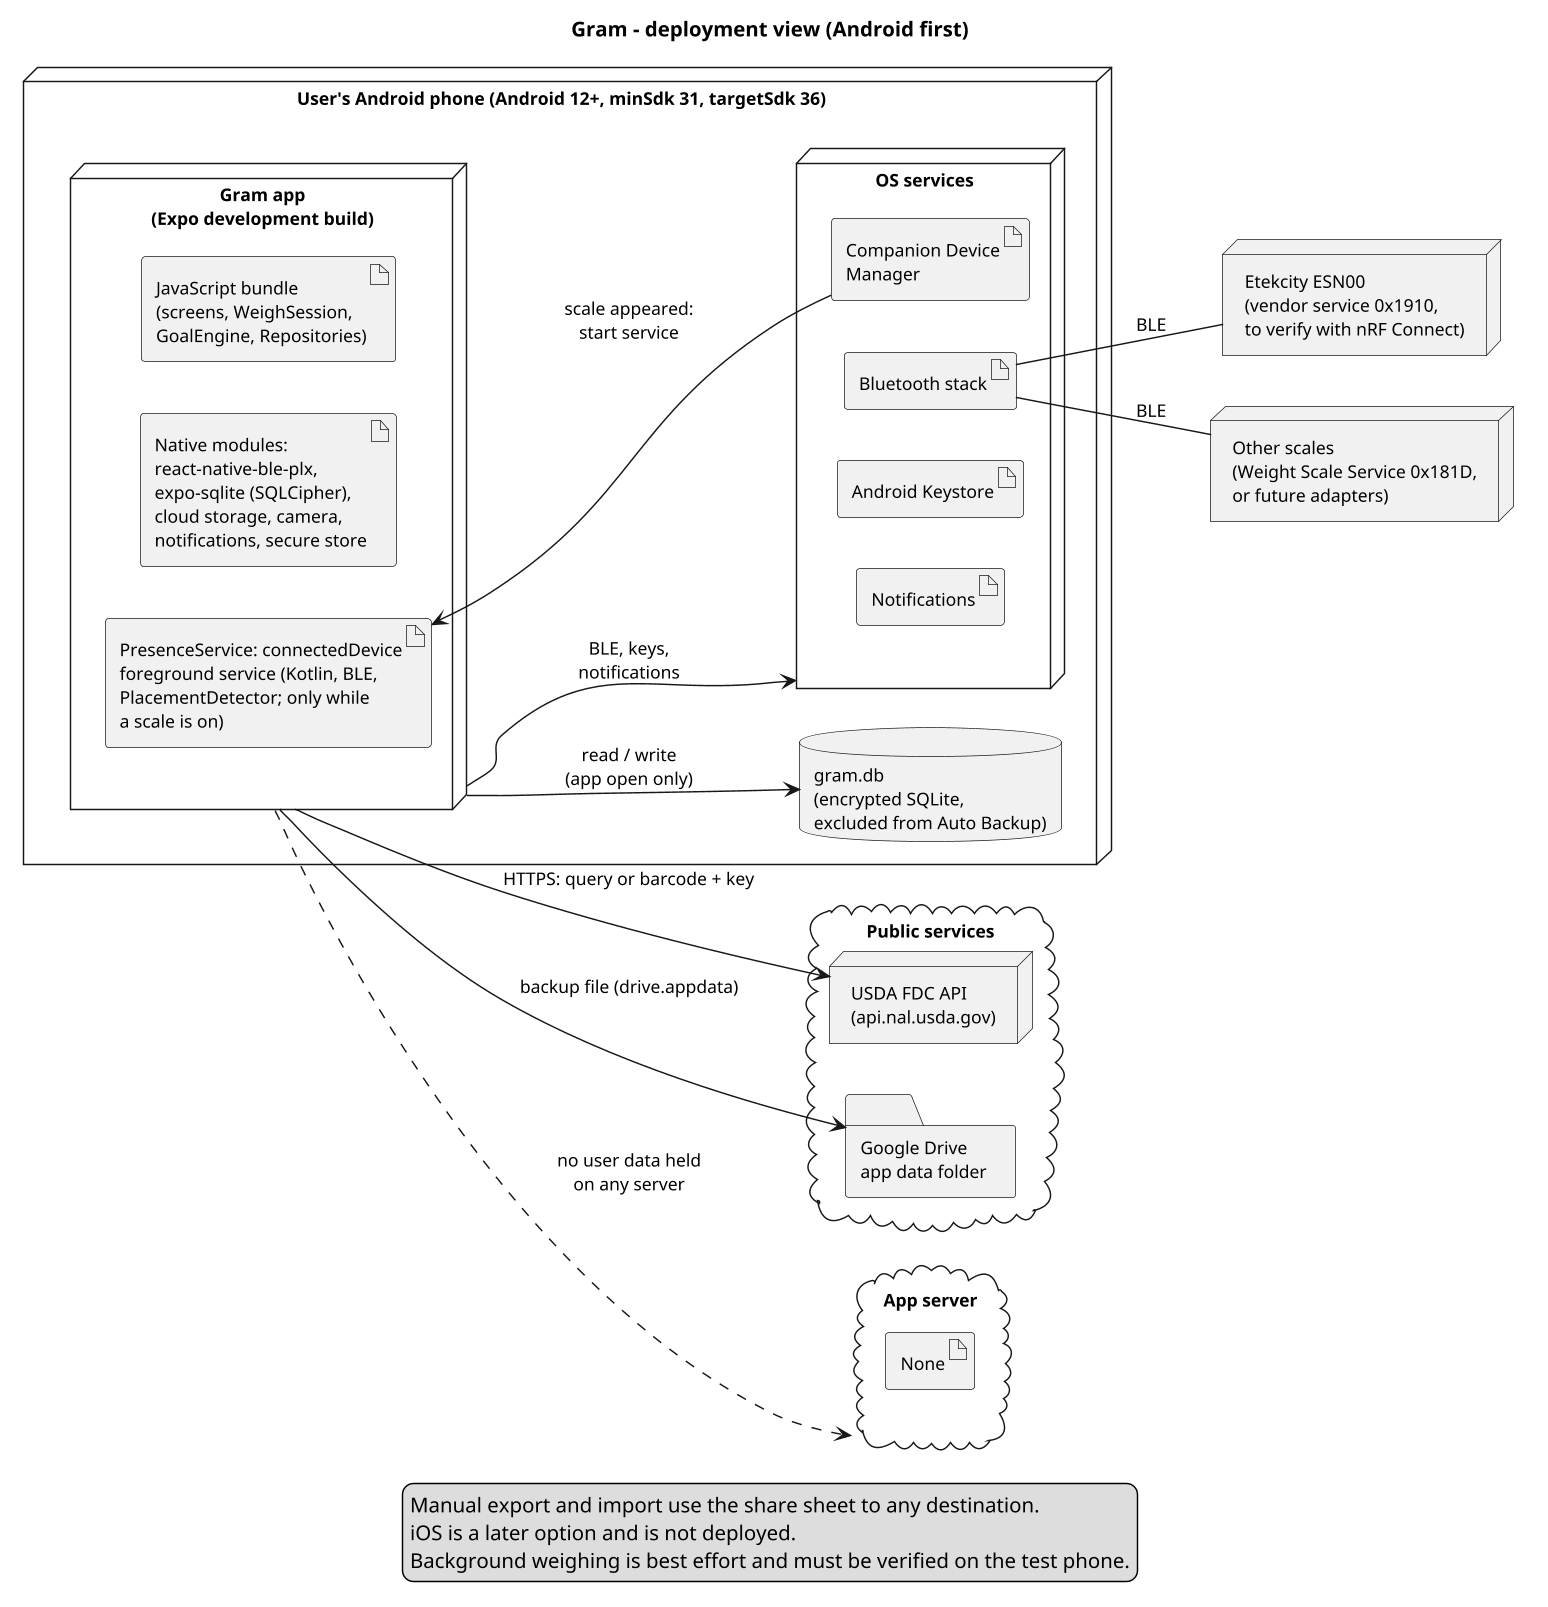 Gram - deployment view (Android first)
User's Android phone (Android 12+, minSdk 31, targetSdk 36)
Gram app
(Expo development build)
JavaScript bundle
(screens, WeighSession,
GoalEngine, Repositories)
Native modules:
react-native-ble-plx,
expo-sqlite (SQLCipher),
cloud storage, camera,
notifications, secure store
PresenceService: connectedDevice
foreground service (Kotlin, BLE,
PlacementDetector; only while
a scale is on)
scale appeared:
start service
BLE, keys,
notifications
read / write
(app open only)
OS services
Companion Device
Manager
Bluetooth stack
Android Keystore
Notifications
gram.db
(encrypted SQLite,
excluded from Auto Backup)
BLE
Etekcity ESN00
(vendor service 0x1910,
to verify with nRF Connect)
BLE
Other scales
(Weight Scale Service 0x181D,
or future adapters)
HTTPS: query or barcode + key
backup file (drive.appdata)
no user data held
on any server
Public services
USDA FDC API
(api.nal.usda.gov)
Google Drive
app data folder
App server
None
Manual export and import use the share sheet to any destination.
iOS is a later option and is not deployed.
Background weighing is best effort and must be verified on the test phone.